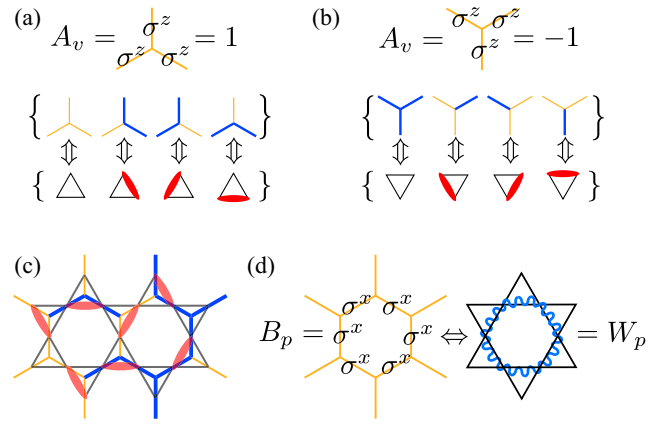 (a)
A_v = σ^z σ^z σ^z = 1
{ }
{ }
(b)
A_v = σ^z σ^z σ^z = −1
{ }
{ }
(c)
(d)
B_p = σ^x σ^x σ^x σ^x σ^x σ^x ⇔ = W_p